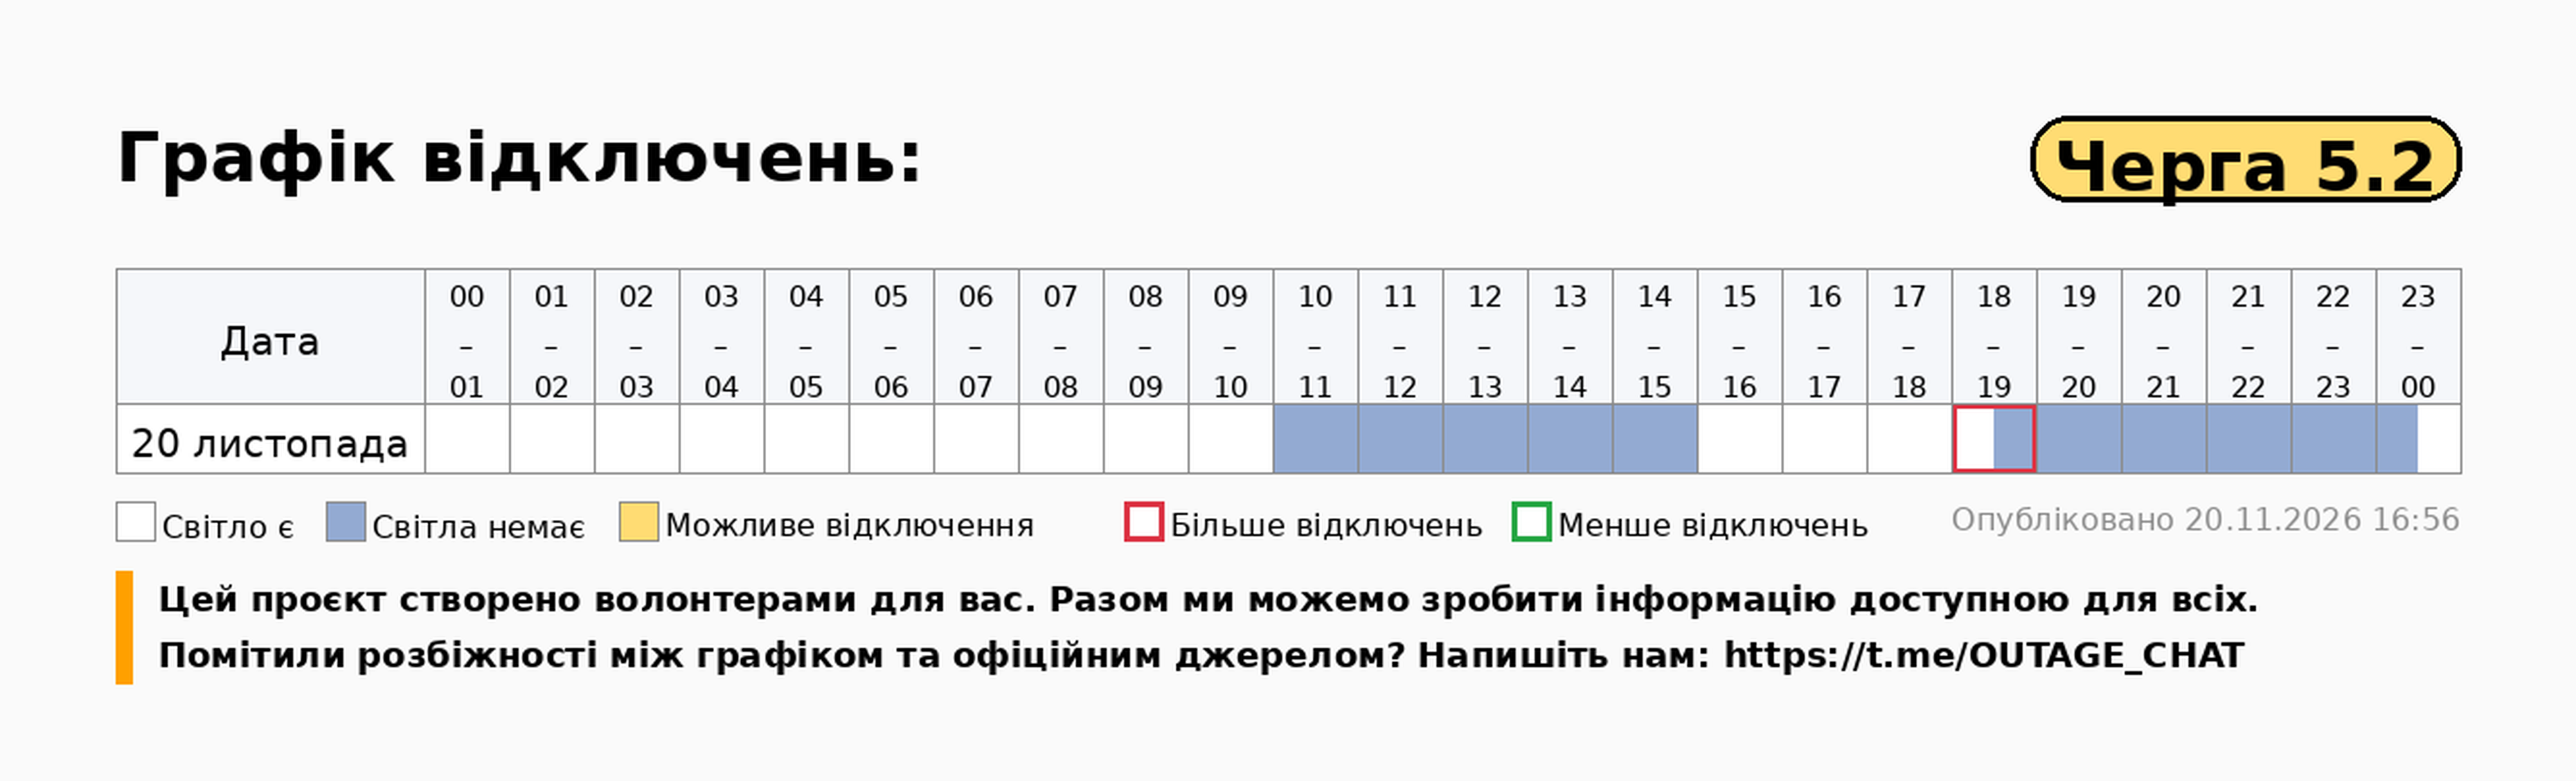 Графік відключень:
Черга 5.2
Дата
00 – 01
01 – 02
02 – 03
03 – 04
04 – 05
05 – 06
06 – 07
07 – 08
08 – 09
09 – 10
10 – 11
11 – 12
12 – 13
13 – 14
14 – 15
15 – 16
16 – 17
17 – 18
18 – 19
19 – 20
20 – 21
21 – 22
22 – 23
23 – 00
20 листопада
Світло є
Світла немає
Можливе відключення
Більше відключень
Менше відключень
Опубліковано 20.11.2026 16:56
Цей проєкт створено волонтерами для вас. Разом ми можемо зробити інформацію доступною для всіх.
Помітили розбіжності між графіком та офіційним джерелом? Напишіть нам: https://t.me/OUTAGE_CHAT